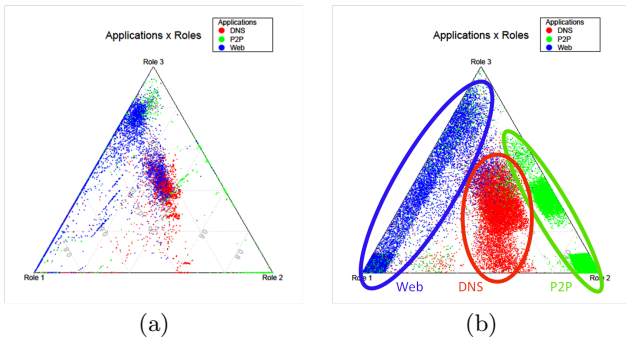 Applications x Roles
Applications
DNS
P2P
Web
Role 3
Role 1
Role 2
(a)
Applications x Roles
Applications
DNS
P2P
Web
Role 3
Role 1
Role 2
Web
DNS
P2P
(b)